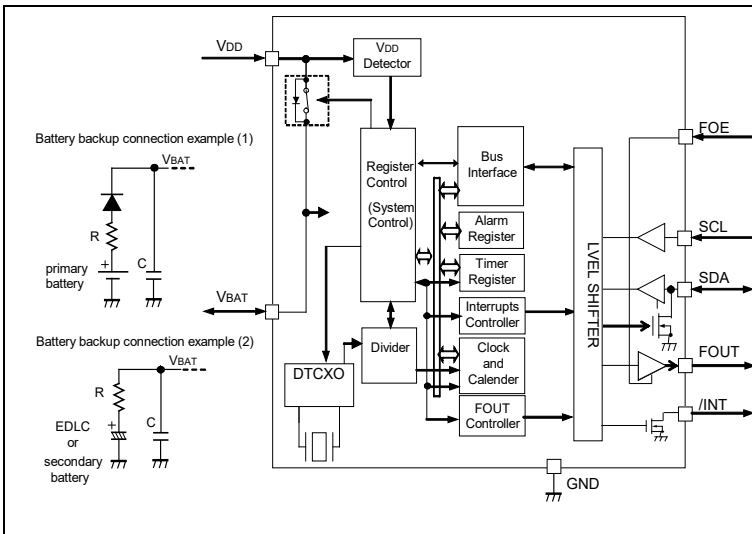 VDD
VDD
Detector
Battery backup connection example (1)
VBAT
R
+
C
primary
battery
VBAT
Battery backup connection example (2)
VBAT
R
+
C
EDLC
or
secondary
battery
Register
Control
(System
Control)
Divider
DTCXO
Bus
Interface
Alarm
Register
Timer
Register
Interrupts
Controller
Clock
and
Calender
FOUT
Controller
LVEL SHIFTER
FOE
SCL
SDA
FOUT
/INT
GND